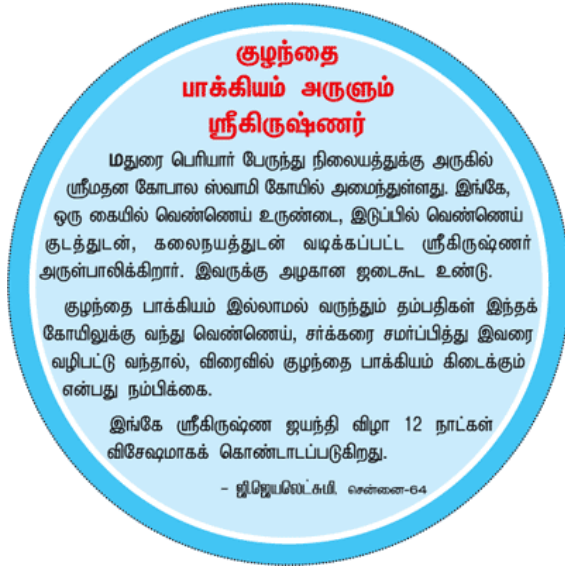 குழந்தை
பாக்கியம் அருளும்
ஸ்ரீகிருஷ்ணர்
மதுரை பெரியார் பேருந்து நிலையத்துக்கு அருகில்
ஸ்ரீமதன கோபால ஸ்வாமி கோயில் அமைந்துள்ளது. இங்கே,
ஒரு கையில் வெண்ணெய் உருண்டை, இடுப்பில் வெண்ணெய்
குடத்துடன், கலைநயத்துடன் வடிக்கப்பட்ட ஸ்ரீகிருஷ்ணர்
அருள்பாலிக்கிறார். இவருக்கு அழகான ஜடைகூட உண்டு.
குழந்தை பாக்கியம் இல்லாமல் வருந்தும் தம்பதிகள் இந்தக்
கோயிலுக்கு வந்து வெண்ணெய், சர்க்கரை சமர்ப்பித்து இவரை
வழிபட்டு வந்தால், விரைவில் குழந்தை பாக்கியம் கிடைக்கும்
என்பது நம்பிக்கை.
இங்கே ஸ்ரீகிருஷ்ண ஜயந்தி விழா 12 நாட்கள்
விசேஷமாகக் கொண்டாடப்படுகிறது.
- ஜி.ஜெயலெட்சுமி, சென்னை-64